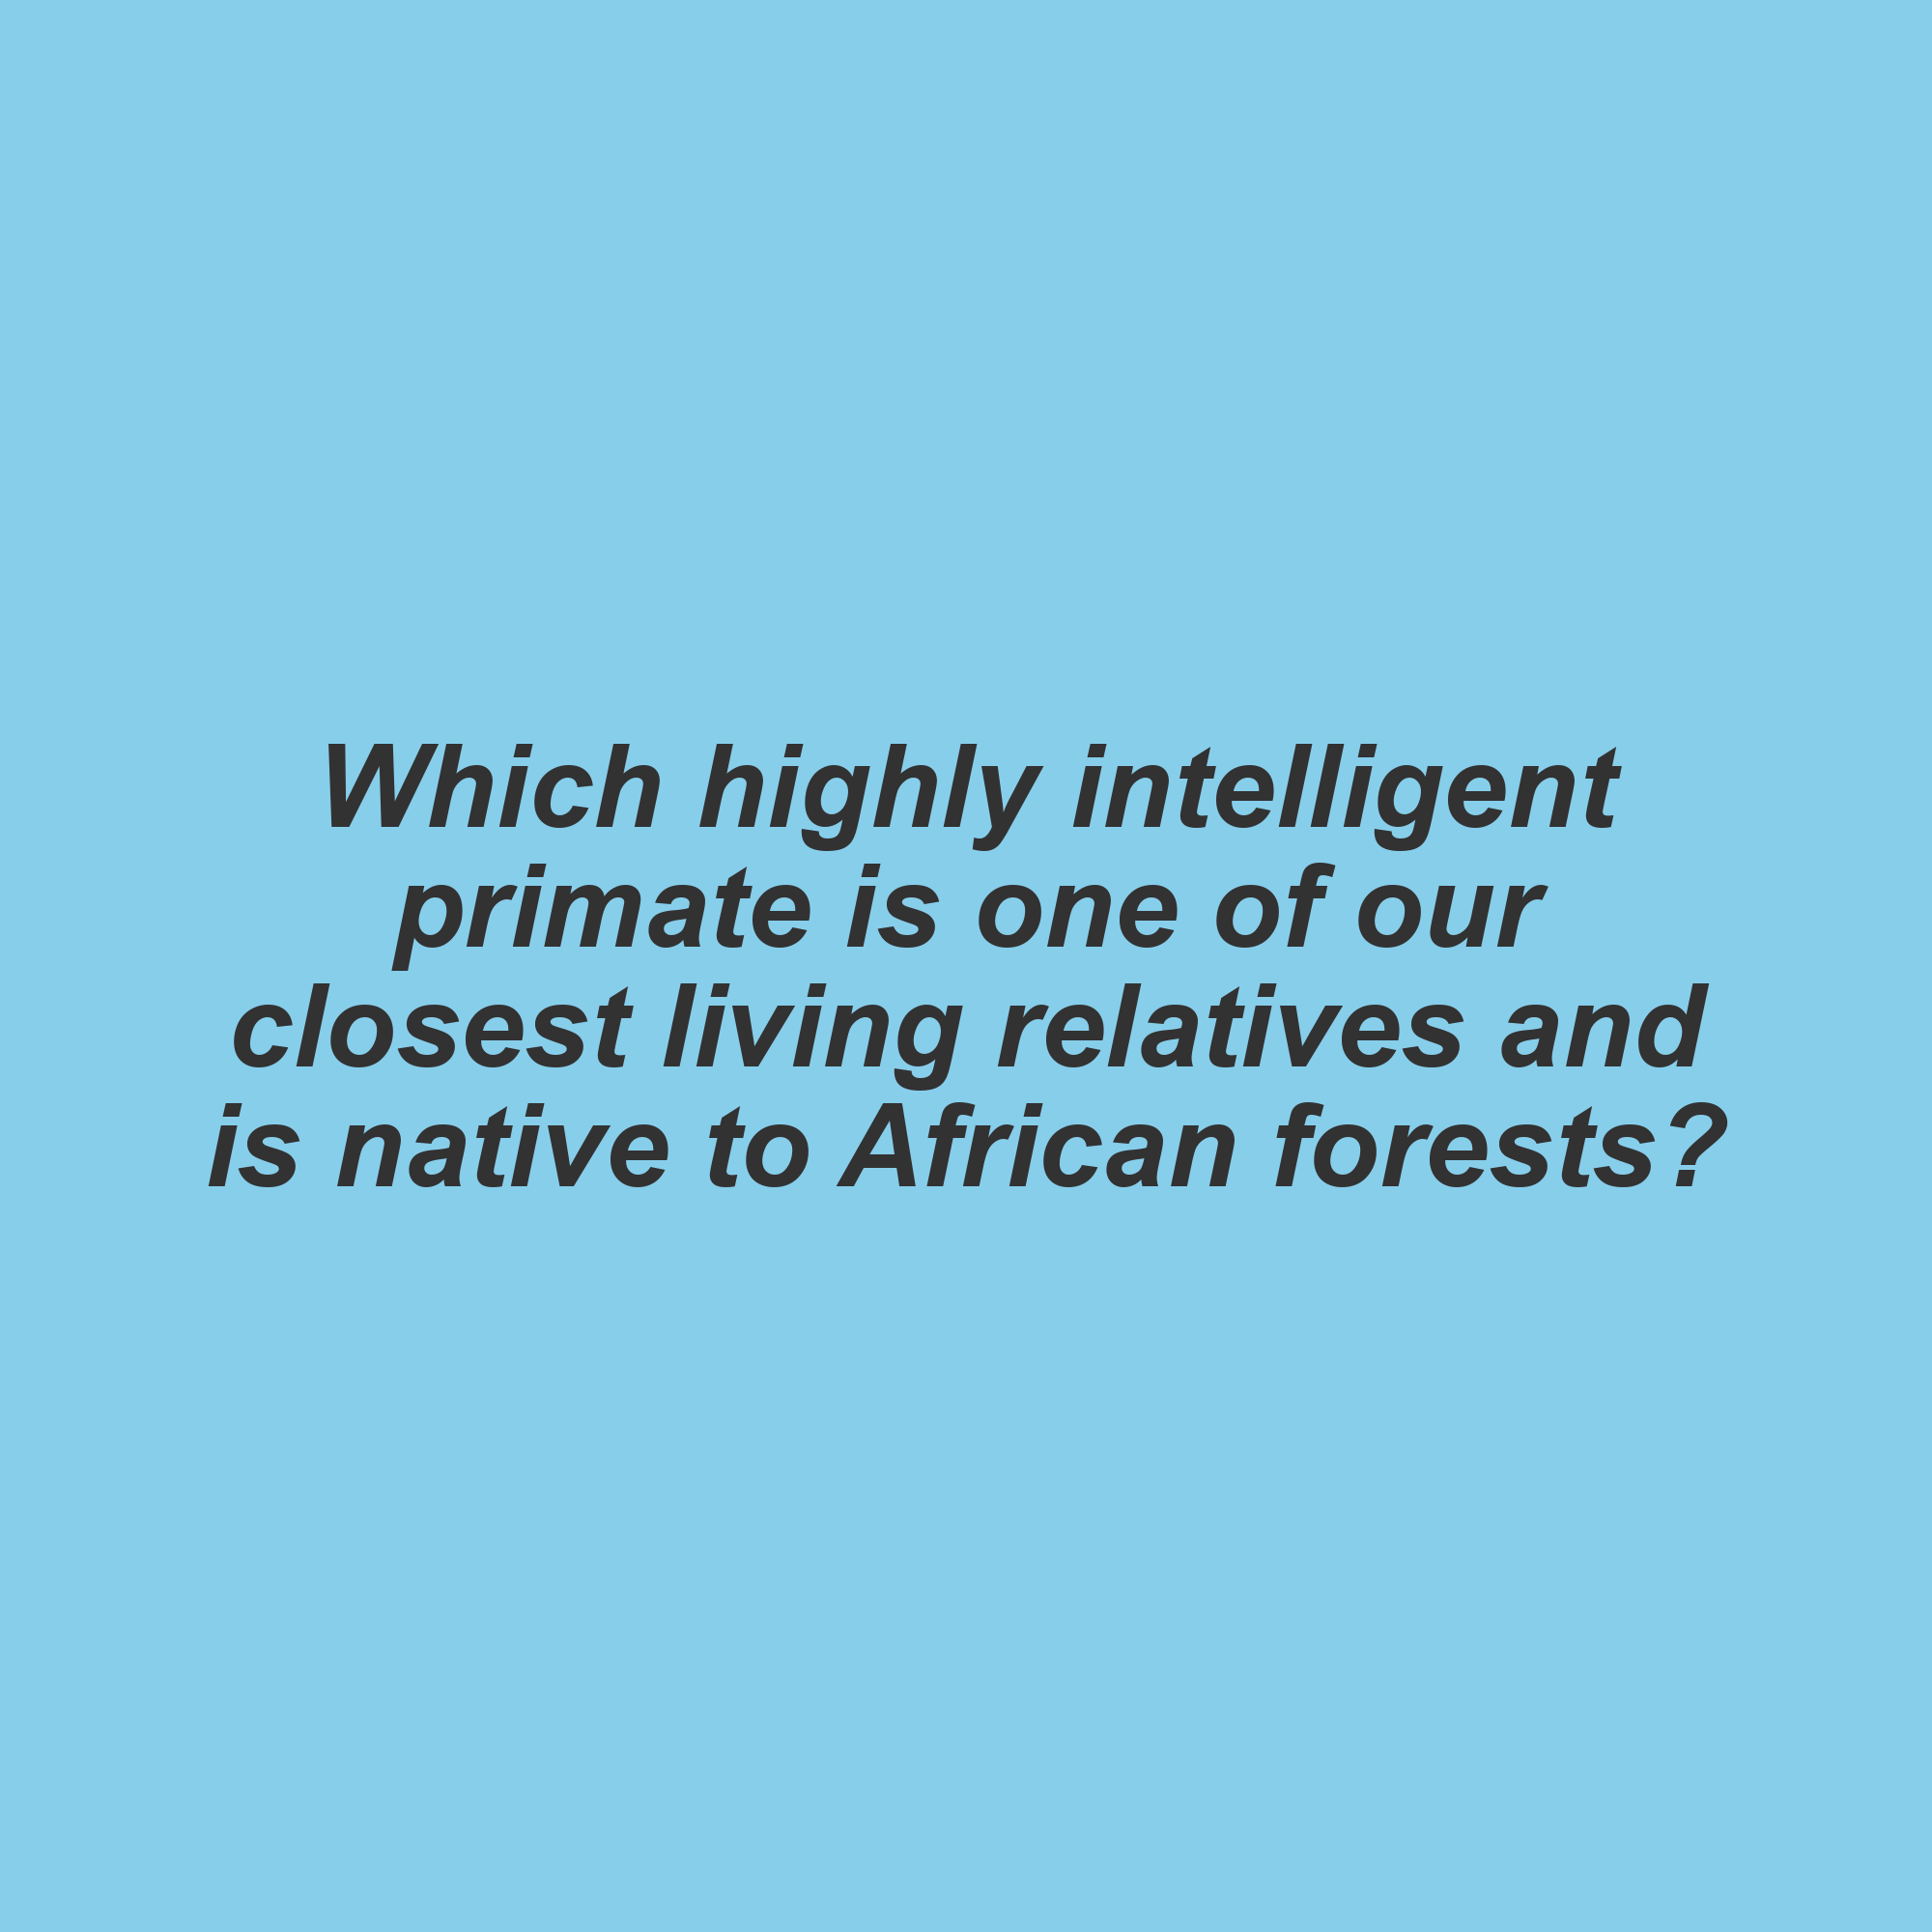 Which highly intelligent
primate is one of our
closest living relatives and
is native to African forests?